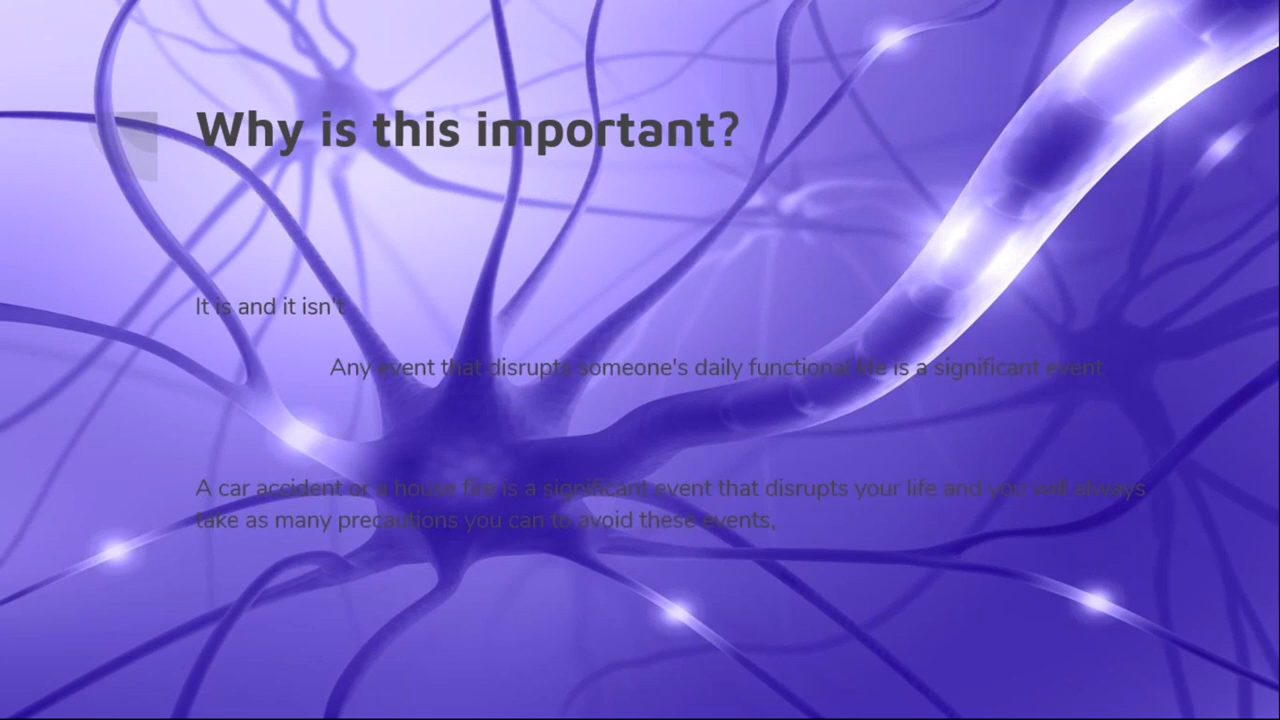 Why is this important?
It is and it isn't
Any event that disrupts someone's daily functional life is a significant event
A car accident or a house fire is a significant event that disrupts your life and you will always
take as many precautions you can to avoid these events,